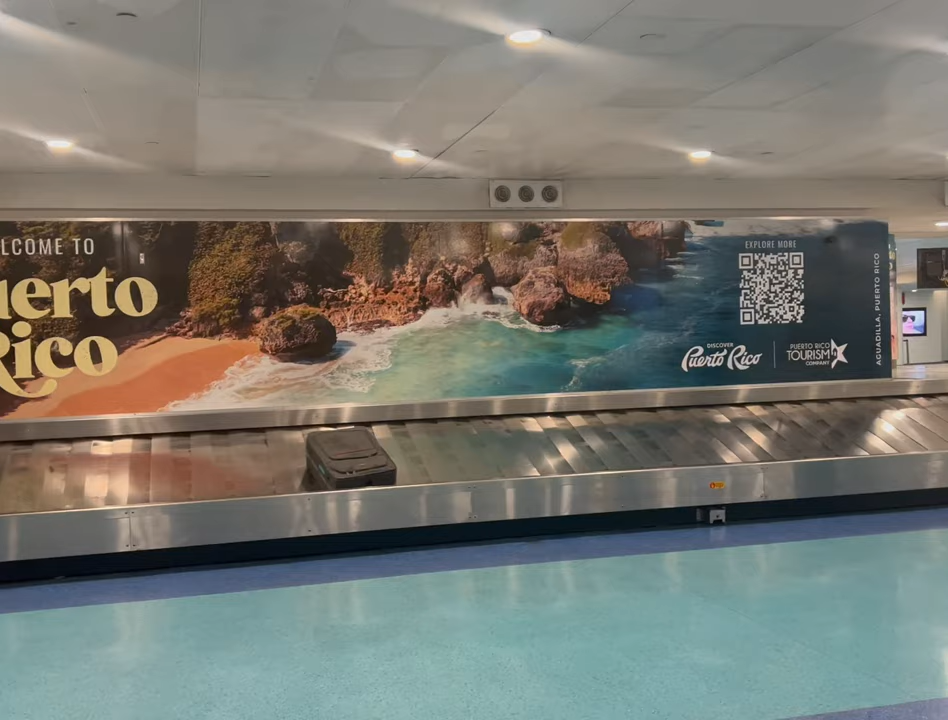 LCOME TO
uerto
Rico
EXPLORE MORE
DISCOVER
Puerto Rico
PUERTO RICO
TOURISM
COMPANY
AGUADILLA, PUERTO RICO